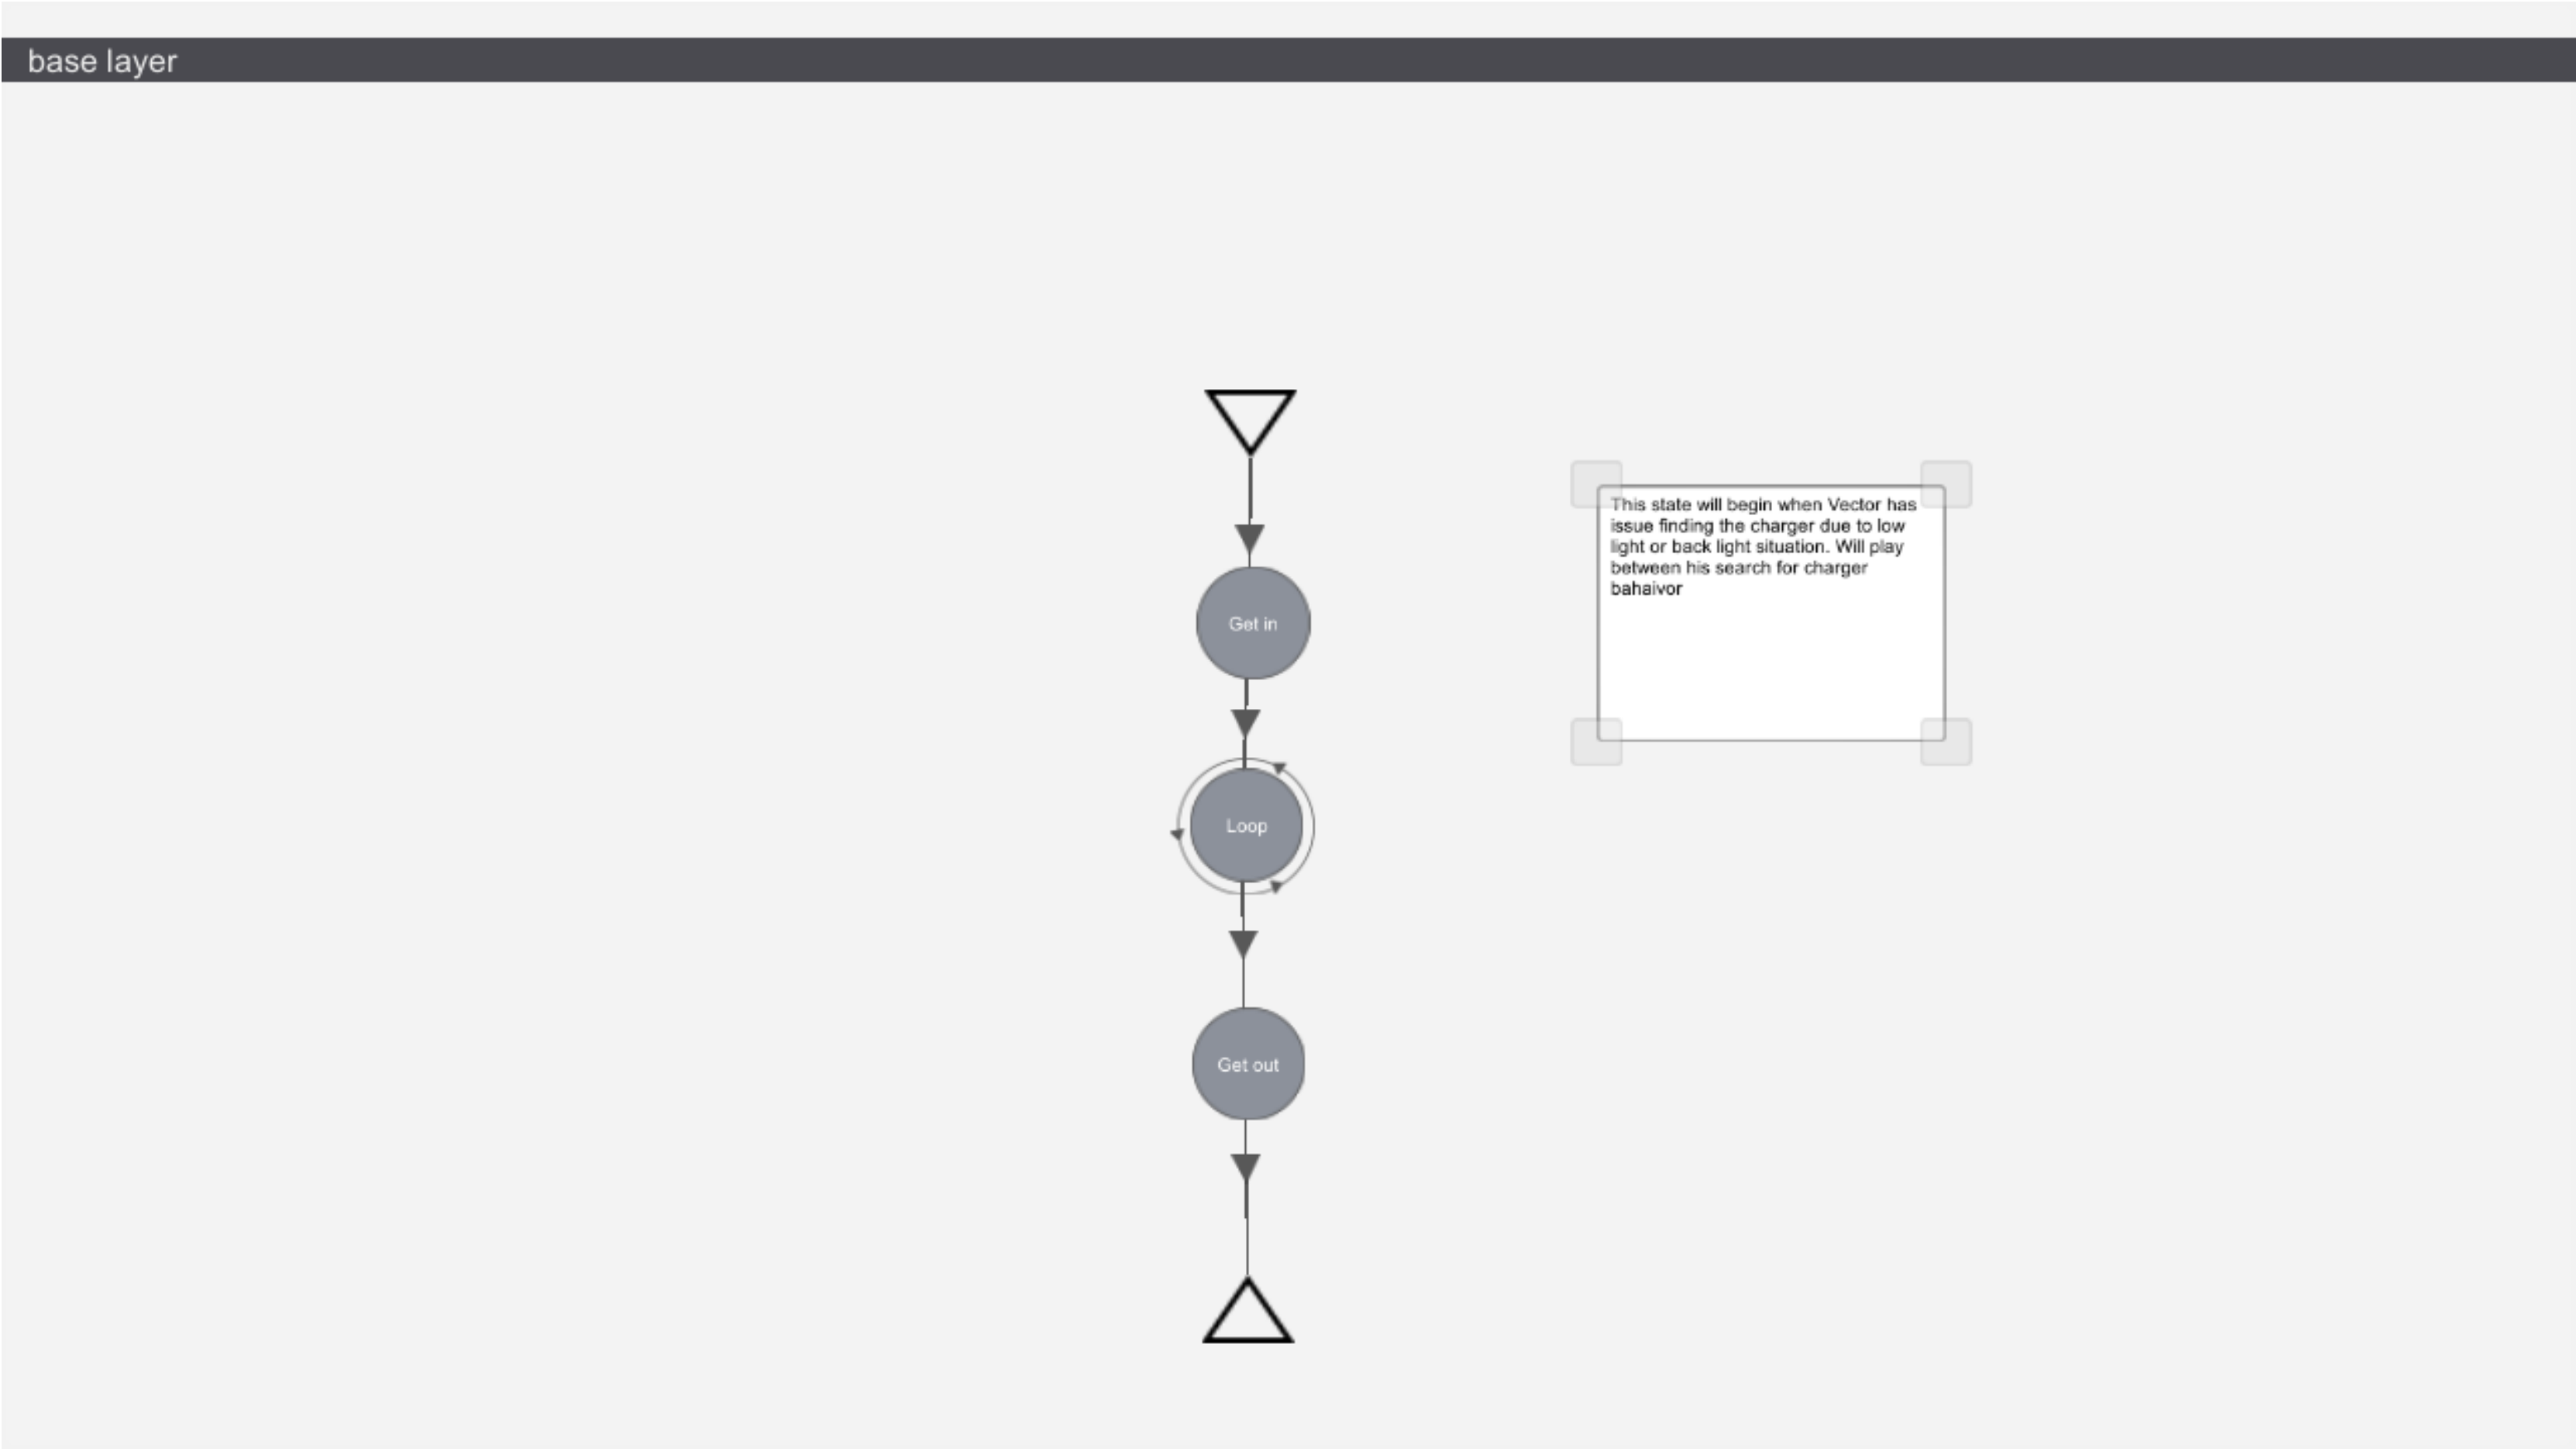 base layer
Get in
Loop
Get out
This state will begin when Vector has
issue finding the charger due to low
light or back light situation. Will play
between his search for charger
bahaivor